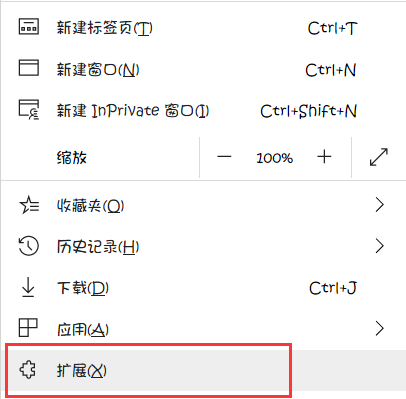 新建标签页(T) Ctrl+T
新建窗口(N) Ctrl+N
新建 InPrivate 窗口(I) Ctrl+Shift+N
缩放 — 100% +
收藏夹(O)
历史记录(H)
下载(D) Ctrl+J
应用(A)
扩展(X)